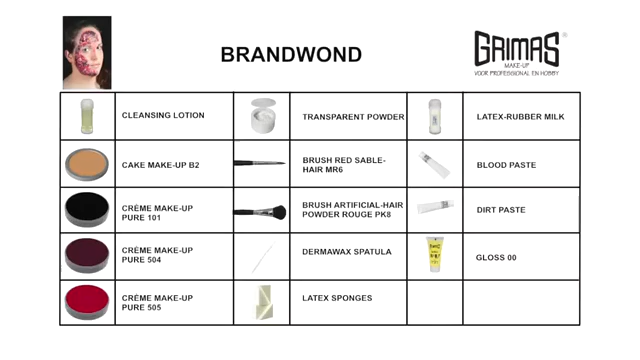 BRANDWOND
GRIMAS®
MAKE-UP
VOOR PROFESSIONAL EN HOBBY
CLEANSING LOTION
TRANSPARENT POWDER
LATEX-RUBBER MILK
CAKE MAKE-UP B2
BRUSH RED SABLE-
HAIR MR6
BLOOD PASTE
CRÈME MAKE-UP
PURE 101
BRUSH ARTIFICIAL-HAIR
POWDER ROUGE PK8
DIRT PASTE
CRÈME MAKE-UP
PURE 504
DERMAWAX SPATULA
GLOSS 00
CRÈME MAKE-UP
PURE 505
LATEX SPONGES